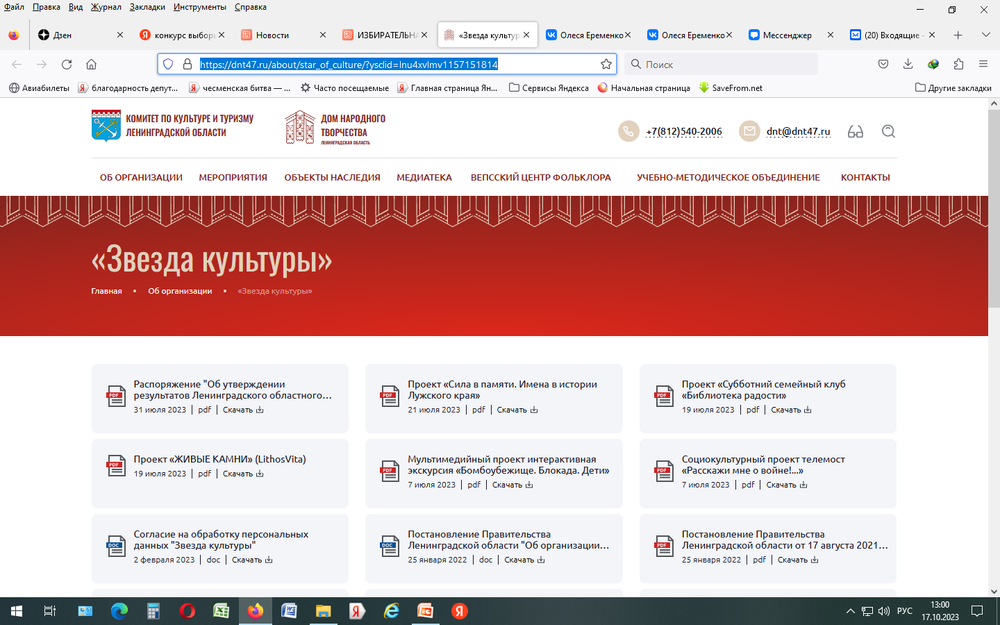 Файл Правка Вид Журнал Закладки Инструменты Справка
Дзен
конкурс выборы
Новости
ИЗБИРАТЕЛЬНА
«Звезда культур
Олеся Еременко
Олеся Еременко
Мессенджер
(20) Входящие -
https://dnt47.ru/about/star_of_culture/?ysclid=lnu4xvlmv1157151814
Поиск
Авиабилеты
благодарность депут...
чесменская битва — ...
Часто посещаемые
Главная страница Ян...
Сервисы Яндекса
Начальная страница
SaveFrom.net
Другие закладки
КОМИТЕТ ПО КУЛЬТУРЕ И ТУРИЗМУ
ЛЕНИНГРАДСКОЙ ОБЛАСТИ
ДОМ НАРОДНОГО
ТВОРЧЕСТВА
ЛЕНИНГРАДСКАЯ ОБЛАСТЬ
+7(812)540-2006
dnt@dnt47.ru
ОБ ОРГАНИЗАЦИИ МЕРОПРИЯТИЯ ОБЪЕКТЫ НАСЛЕДИЯ МЕДИАТЕКА ВЕПССКИЙ ЦЕНТР ФОЛЬКЛОРА УЧЕБНО-МЕТОДИЧЕСКОЕ ОБЪЕДИНЕНИЕ КОНТАКТЫ
«Звезда культуры»
Главная • Об организации • «Звезда культуры»
PDF
Распоряжение "Об утверждении
результатов Ленинградского областного...
31 июля 2023 | pdf | Скачать
PDF
Проект «Сила в памяти. Имена в истории
Лужского края»
21 июля 2023 | pdf | Скачать
PDF
Проект «Субботний семейный клуб
«Библиотека радости»
19 июля 2023 | pdf | Скачать
PDF
Проект «ЖИВЫЕ КАМНИ» (LithosVita)
19 июля 2023 | pdf | Скачать
PDF
Мультимедийный проект интерактивная
экскурсия «Бомбоубежище. Блокада. Дети»
7 июля 2023 | pdf | Скачать
PDF
Социокультурный проект телемост
«Расскажи мне о войне!...»
7 июля 2023 | pdf | Скачать
DOC
Согласие на обработку персональных
данных "Звезда культуры"
2 февраля 2023 | doc | Скачать
DOC
Постановление Правительства
Ленинградской области "Об организации...
25 января 2022 | doc | Скачать
PDF
Постановление Правительства
Ленинградской области от 17 августа 2021...
25 января 2022 | pdf | Скачать
РУС
13:00
17.10.2023